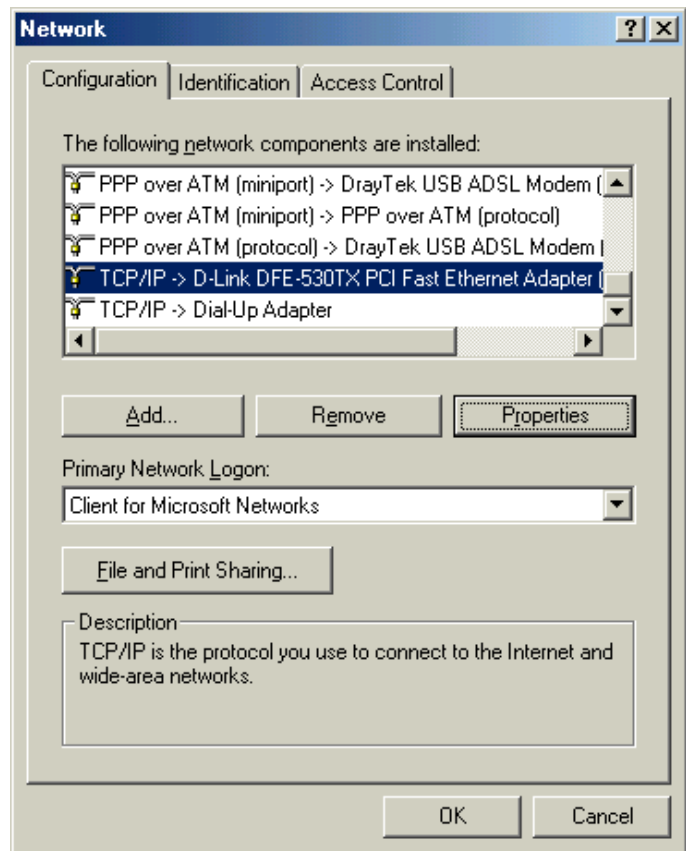 Network
Configuration Identification Access Control
The following network components are installed:
PPP over ATM (miniport) -> DrayTek USB ADSL Modem (
PPP over ATM (miniport) -> PPP over ATM (protocol)
PPP over ATM (protocol) -> DrayTek USB ADSL Modem (
TCP/IP -> D-Link DFE-530TX PCI Fast Ethernet Adapter (
TCP/IP -> Dial-Up Adapter
Add... Remove Properties
Primary Network Logon:
Client for Microsoft Networks
File and Print Sharing...
Description
TCP/IP is the protocol you use to connect to the Internet and
wide-area networks.
OK Cancel